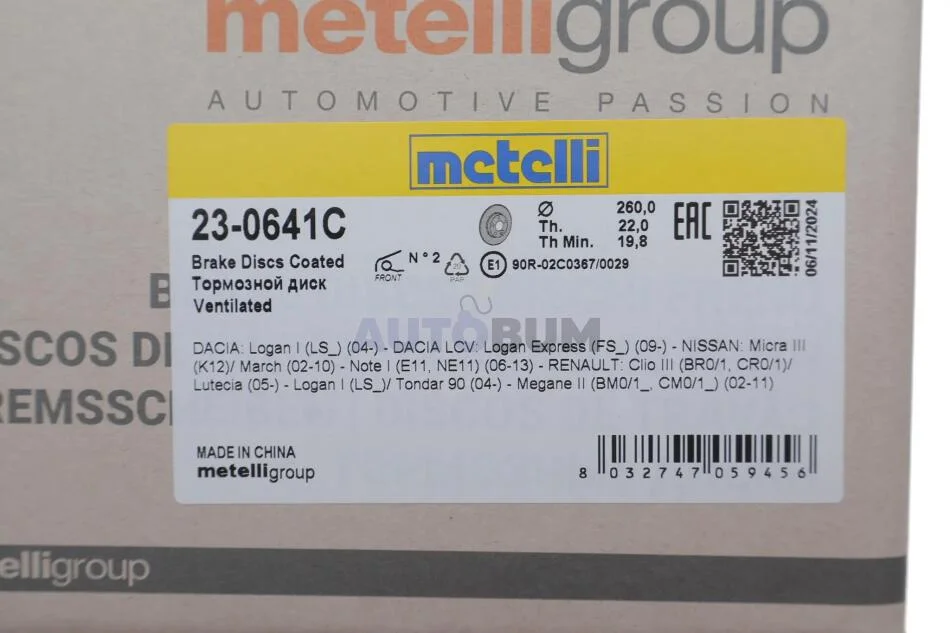 metelligroup
AUTOMOTIVE PASSION
metelli
23-0641C
Brake Discs Coated
Тормозной диск
Ventilated
FRONT
N° 2
20
PAP
Ø 260,0
Th. 22,0
Th Min. 19,8
E1 90R-02C0367/0029
EAC
06/11/2024
AUTOBUM
DACIA: Logan I (LS_) (04-) - DACIA LCV: Logan Express (FS_) (09-) - NISSAN: Micra III
(K12)/ March (02-10) - Note I (E11, NE11) (06-13) - RENAULT: Clio III (BR0/1, CR0/1)/
Lutecia (05-) - Logan I (LS_)/ Tondar 90 (04-) - Megane II (BM0/1_, CM0/1_) (02-11)
MADE IN CHINA
metelligroup
8 032747 059456
B
SCOS DI
REMSSC
elligroup